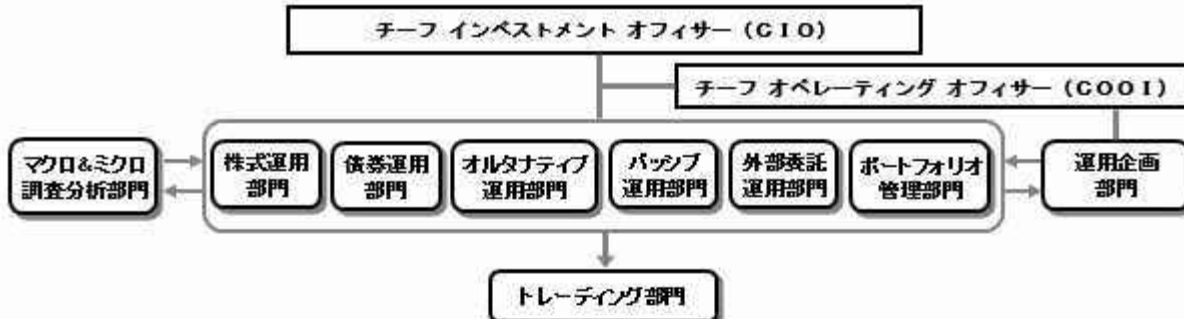 チーフ インベストメント オフィサー (CIO)
チーフ オペレーティング オフィサー (COOI)
マクロ&ミクロ
調査分析部門
株式運用
部門
債券運用
部門
オルタナティブ
運用部門
パッシブ
運用部門
外部委託
運用部門
ポートフォリオ
管理部門
運用企画
部門
トレーディング部門